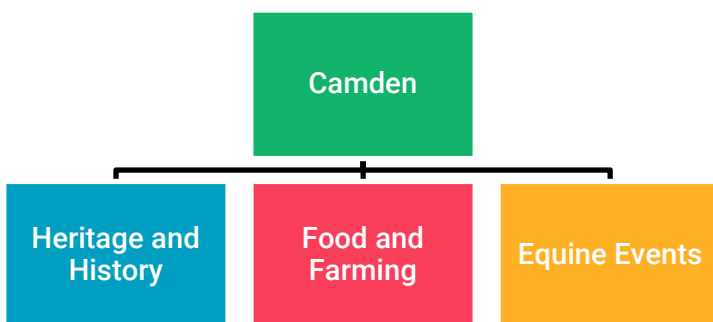 Camden
Heritage and
History
Food and
Farming
Equine Events